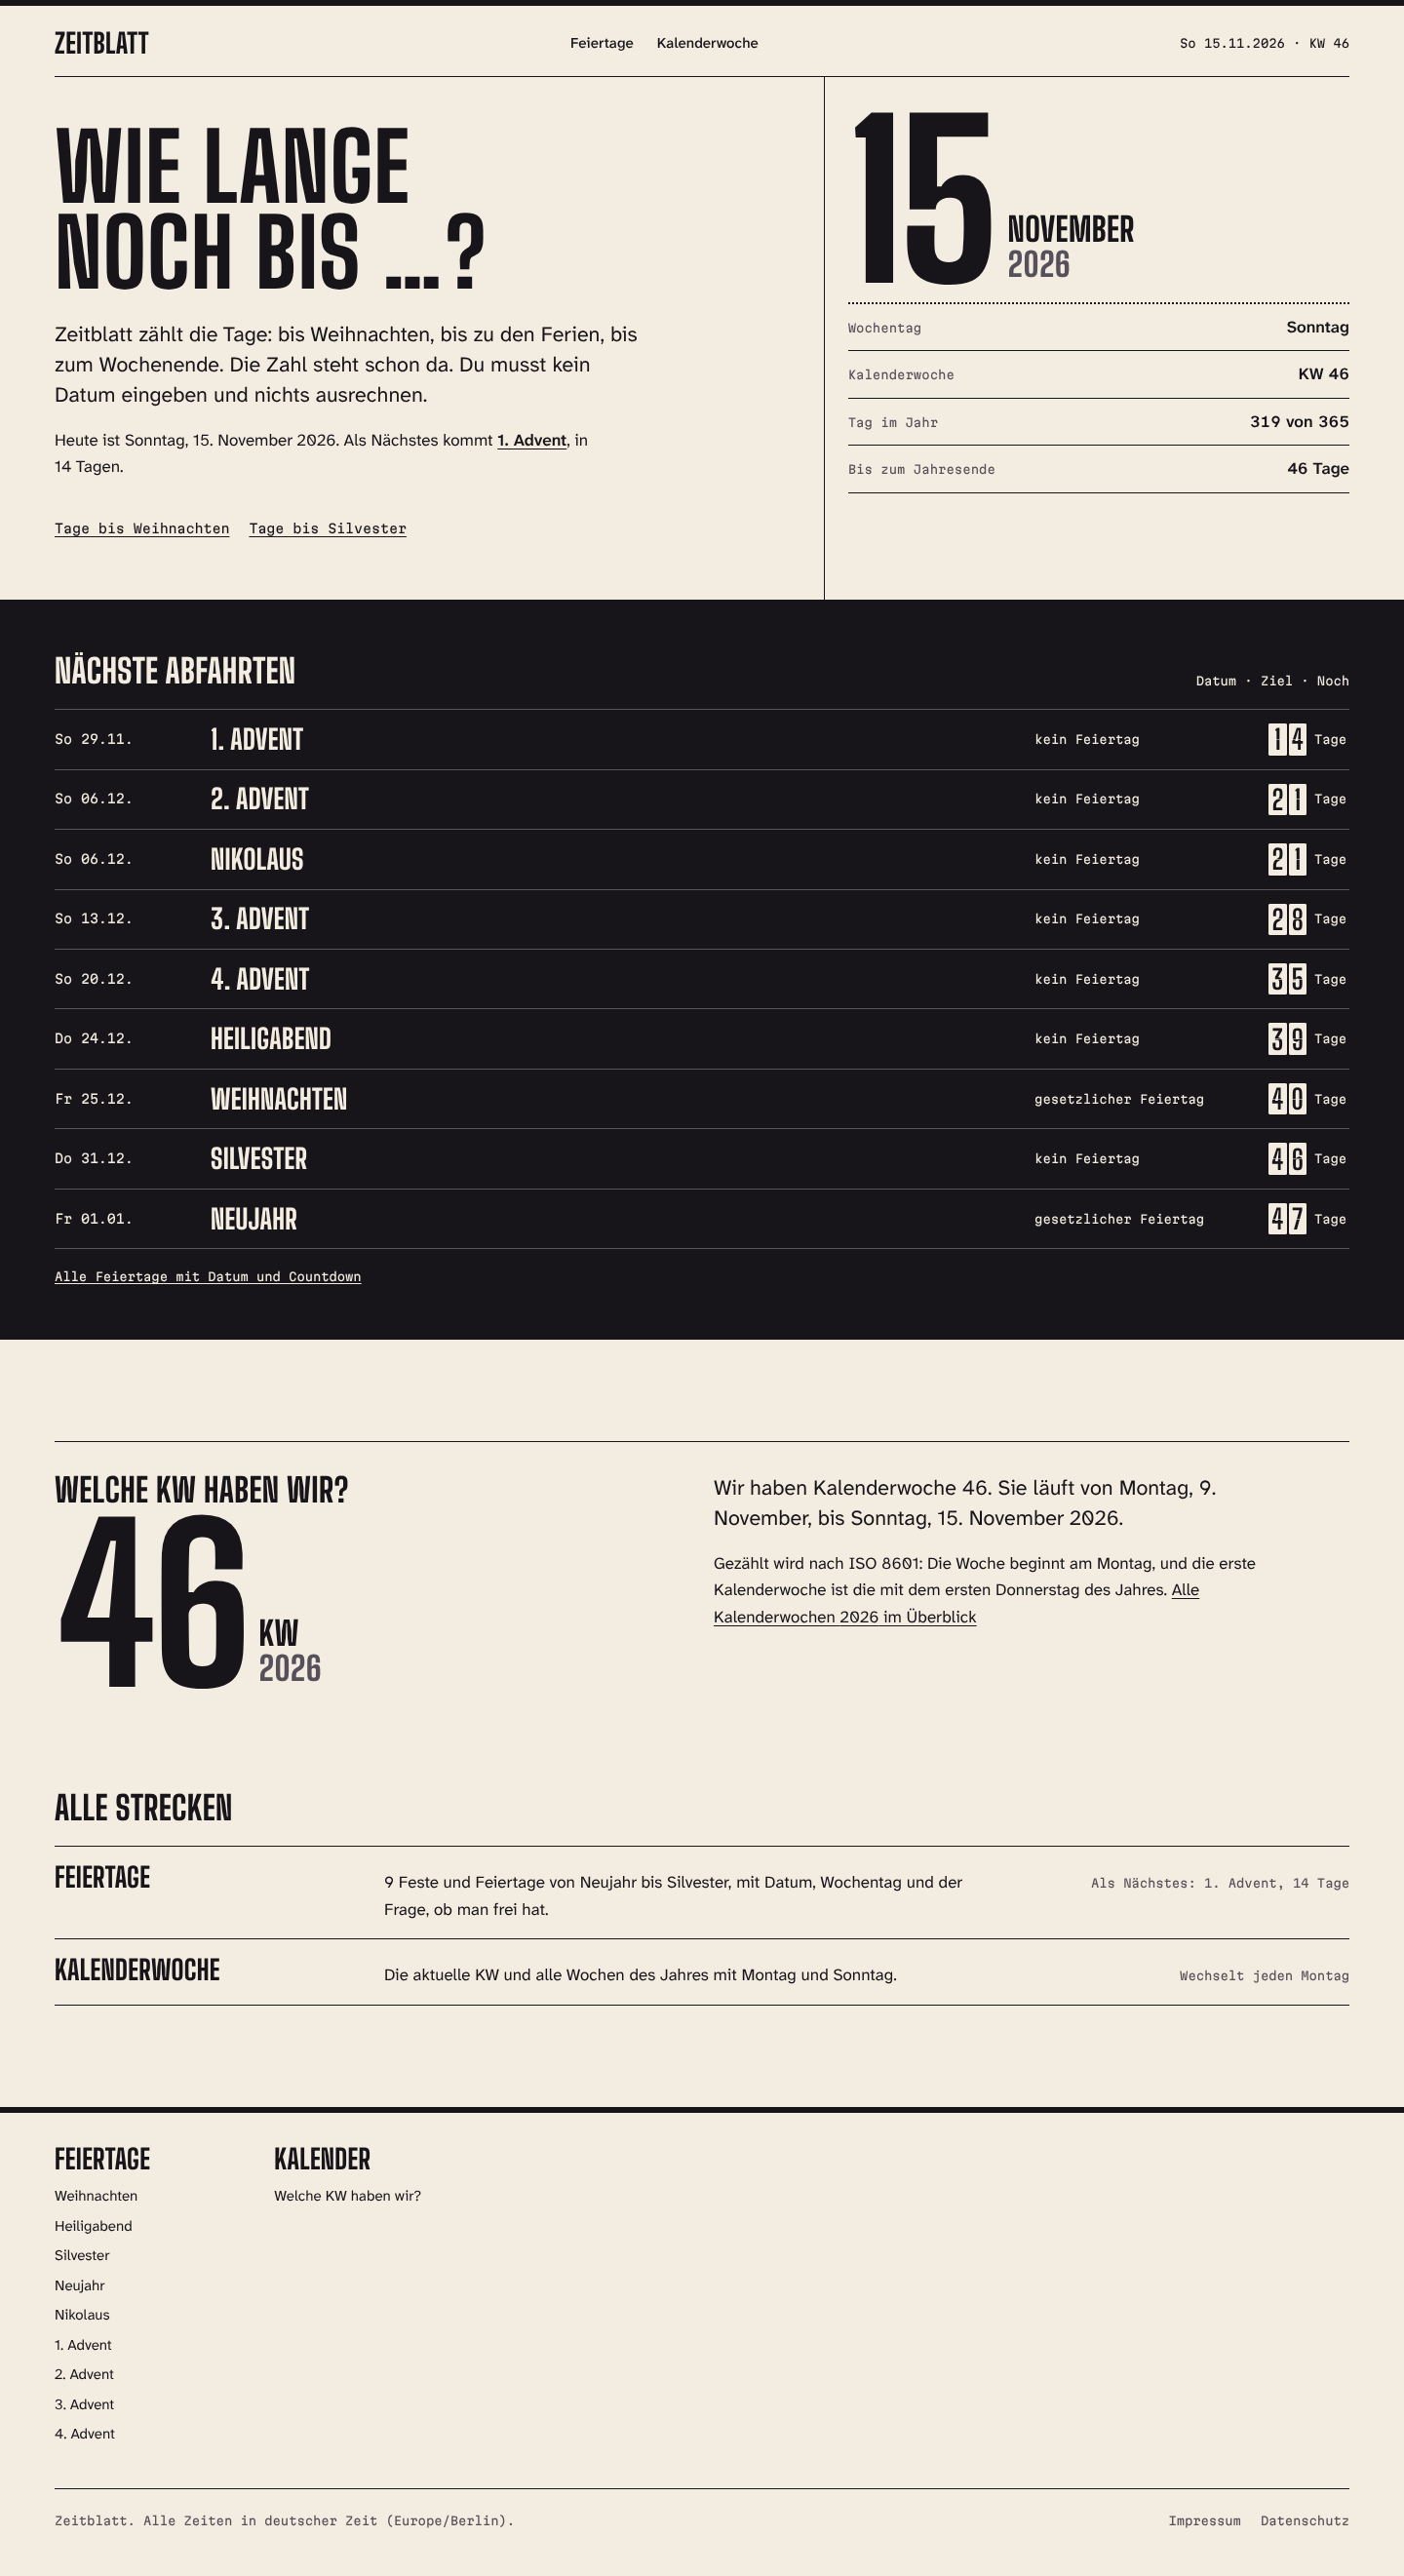 ZEITBLATT
Feiertage Kalenderwoche
So 15.11.2026 · KW 46
WIE LANGE
NOCH BIS …?
Zeitblatt zählt die Tage: bis Weihnachten, bis zu den Ferien, bis
zum Wochenende. Die Zahl steht schon da. Du musst kein
Datum eingeben und nichts ausrechnen.
Heute ist Sonntag, 15. November 2026. Als Nächstes kommt 1. Advent, in
14 Tagen.
Tage bis Weihnachten Tage bis Silvester
15 NOVEMBER
2026
Wochentag Sonntag
Kalenderwoche KW 46
Tag im Jahr 319 von 365
Bis zum Jahresende 46 Tage
NÄCHSTE ABFAHRTEN
Datum · Ziel · Noch
So 29.11. 1. ADVENT kein Feiertag 14 Tage
So 06.12. 2. ADVENT kein Feiertag 21 Tage
So 06.12. NIKOLAUS kein Feiertag 21 Tage
So 13.12. 3. ADVENT kein Feiertag 28 Tage
So 20.12. 4. ADVENT kein Feiertag 35 Tage
Do 24.12. HEILIGABEND kein Feiertag 39 Tage
Fr 25.12. WEIHNACHTEN gesetzlicher Feiertag 40 Tage
Do 31.12. SILVESTER kein Feiertag 46 Tage
Fr 01.01. NEUJAHR gesetzlicher Feiertag 47 Tage
Alle Feiertage mit Datum und Countdown
WELCHE KW HABEN WIR?
46 KW
2026
Wir haben Kalenderwoche 46. Sie läuft von Montag, 9.
November, bis Sonntag, 15. November 2026.
Gezählt wird nach ISO 8601: Die Woche beginnt am Montag, und die erste
Kalenderwoche ist die mit dem ersten Donnerstag des Jahres. Alle
Kalenderwochen 2026 im Überblick
ALLE STRECKEN
FEIERTAGE
9 Feste und Feiertage von Neujahr bis Silvester, mit Datum, Wochentag und der
Frage, ob man frei hat.
Als Nächstes: 1. Advent, 14 Tage
KALENDERWOCHE
Die aktuelle KW und alle Wochen des Jahres mit Montag und Sonntag.
Wechselt jeden Montag
FEIERTAGE
Weihnachten
Heiligabend
Silvester
Neujahr
Nikolaus
1. Advent
2. Advent
3. Advent
4. Advent
KALENDER
Welche KW haben wir?
Zeitblatt. Alle Zeiten in deutscher Zeit (Europe/Berlin).
Impressum Datenschutz